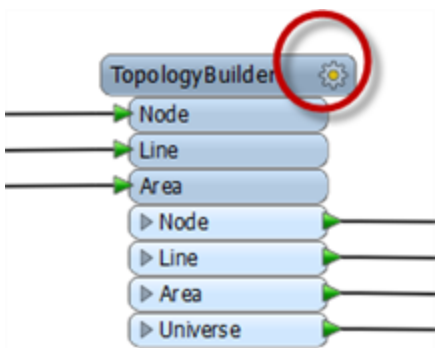 TopologyBuilder
Node
Line
Area
Node
Line
Area
Universe